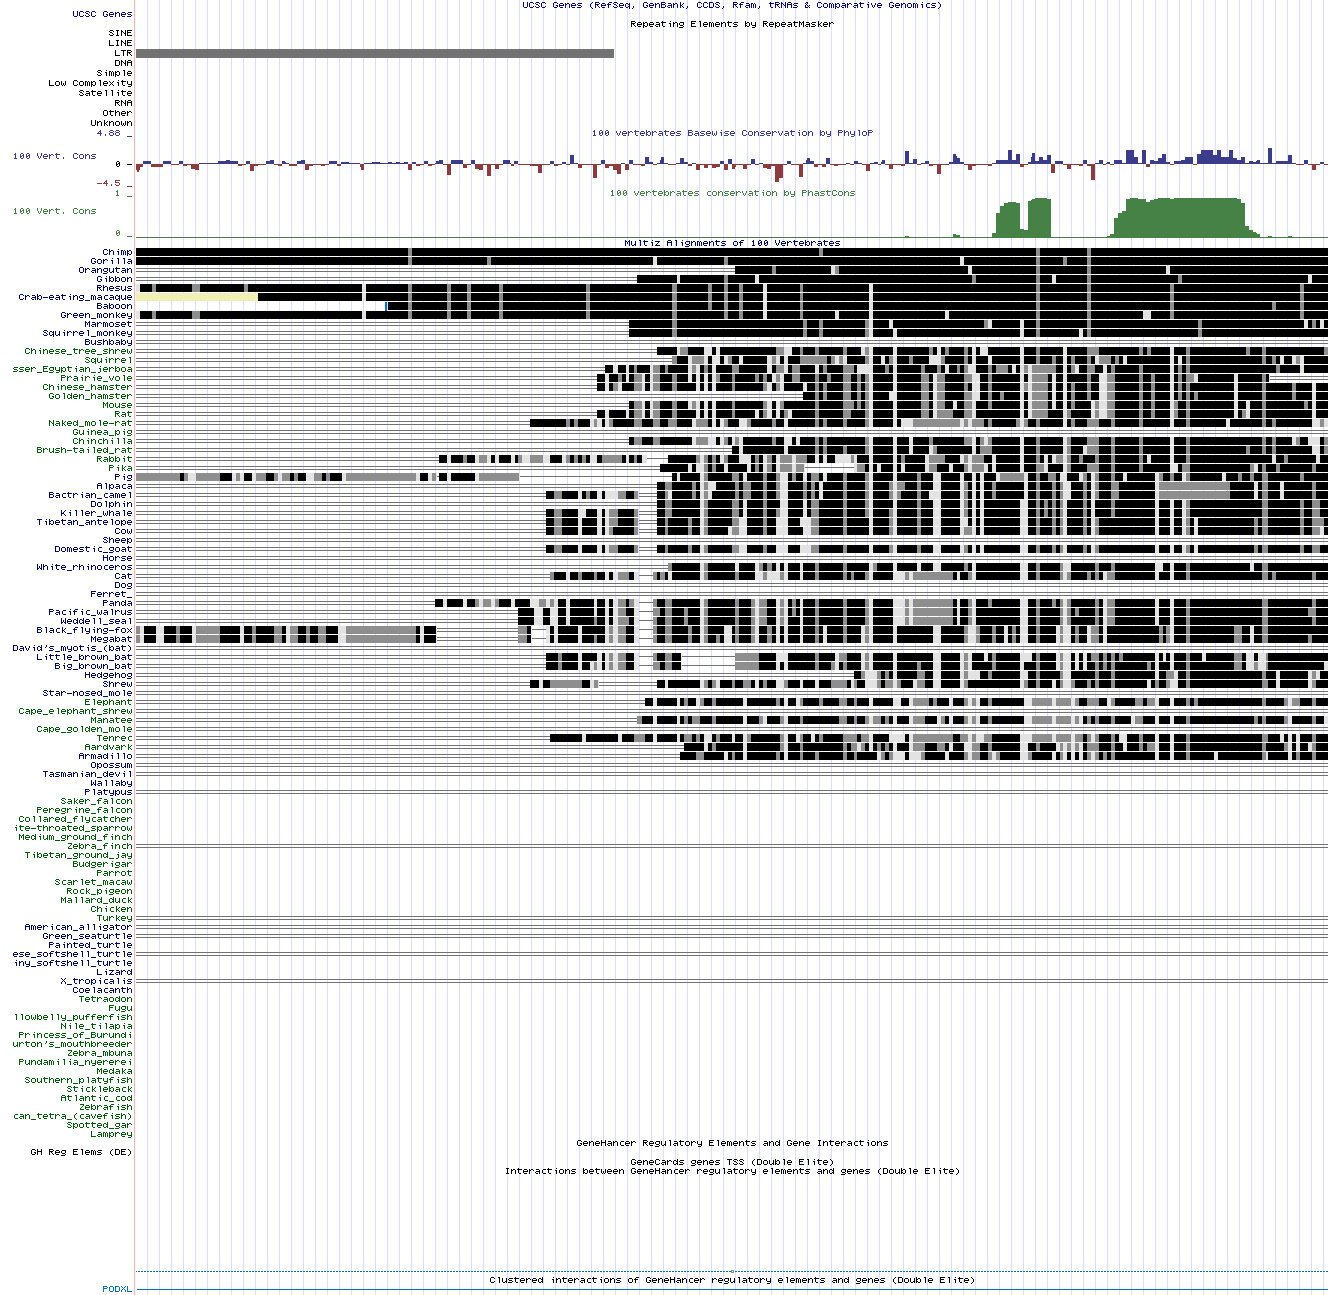 UCSC Genes (RefSeq, GenBank, CCDS, Rfam, tRNAs & Comparative Genomics)
UCSC Genes
Repeating Elements by RepeatMasker
SINE
LINE
LTR
DNA
Simple
Low Complexity
Satellite
RNA
Other
Unknown
4.88 _
100 vertebrates Basewise Conservation by PhyloP
100 Vert. Cons
0 _
-4.5 _
100 vertebrates conservation by PhastCons
1 _
100 Vert. Cons
0 _
Multiz Alignments of 100 Vertebrates
Chimp
Gorilla
Orangutan
Gibbon
Rhesus
Crab-eating_macaque
Baboon
Green_monkey
Marmoset
Squirrel_monkey
Bushbaby
Chinese_tree_shrew
Squirrel
sser_Egyptian_jerboa
Prairie_vole
Chinese_hamster
Golden_hamster
Mouse
Rat
Naked_mole-rat
Guinea_pig
Chinchilla
Brush-tailed_rat
Rabbit
Pika
Pig
Alpaca
Bactrian_camel
Dolphin
Killer_whale
Tibetan_antelope
Cow
Sheep
Domestic_goat
Horse
White_rhinoceros
Cat
Dog
Ferret_
Panda
Pacific_walrus
Weddell_seal
Black_flying-fox
Megabat
David's_myotis_(bat)
Little_brown_bat
Big_brown_bat
Hedgehog
Shrew
Star-nosed_mole
Elephant
Cape_elephant_shrew
Manatee
Cape_golden_mole
Tenrec
Aardvark
Armadillo
Opossum
Tasmanian_devil
Wallaby
Platypus
Saker_falcon
Peregrine_falcon
Collared_flycatcher
ite-throated_sparrow
Medium_ground_finch
Zebra_finch
Tibetan_ground_jay
Budgerigar
Parrot
Scarlet_macaw
Rock_pigeon
Mallard_duck
Chicken
Turkey
American_alligator
Green_seaturtle
Painted_turtle
ese_softshell_turtle
iny_softshell_turtle
Lizard
X_tropicalis
Coelacanth
Tetraodon
Fugu
llowbelly_pufferfish
Nile_tilapia
Princess_of_Burundi
urton's_mouthbreeder
Zebra_mbuna
Pundamilia_nyererei
Medaka
Southern_platyfish
Stickleback
Atlantic_cod
Zebrafish
can_tetra_(cavefish)
Spotted_gar
Lamprey
GeneHancer Regulatory Elements and Gene Interactions
GH Reg Elems (DE)
GeneCards genes TSS (Double Elite)
Interactions between GeneHancer regulatory elements and genes (Double Elite)
Clustered interactions of GeneHancer regulatory elements and genes (Double Elite)
PODXL